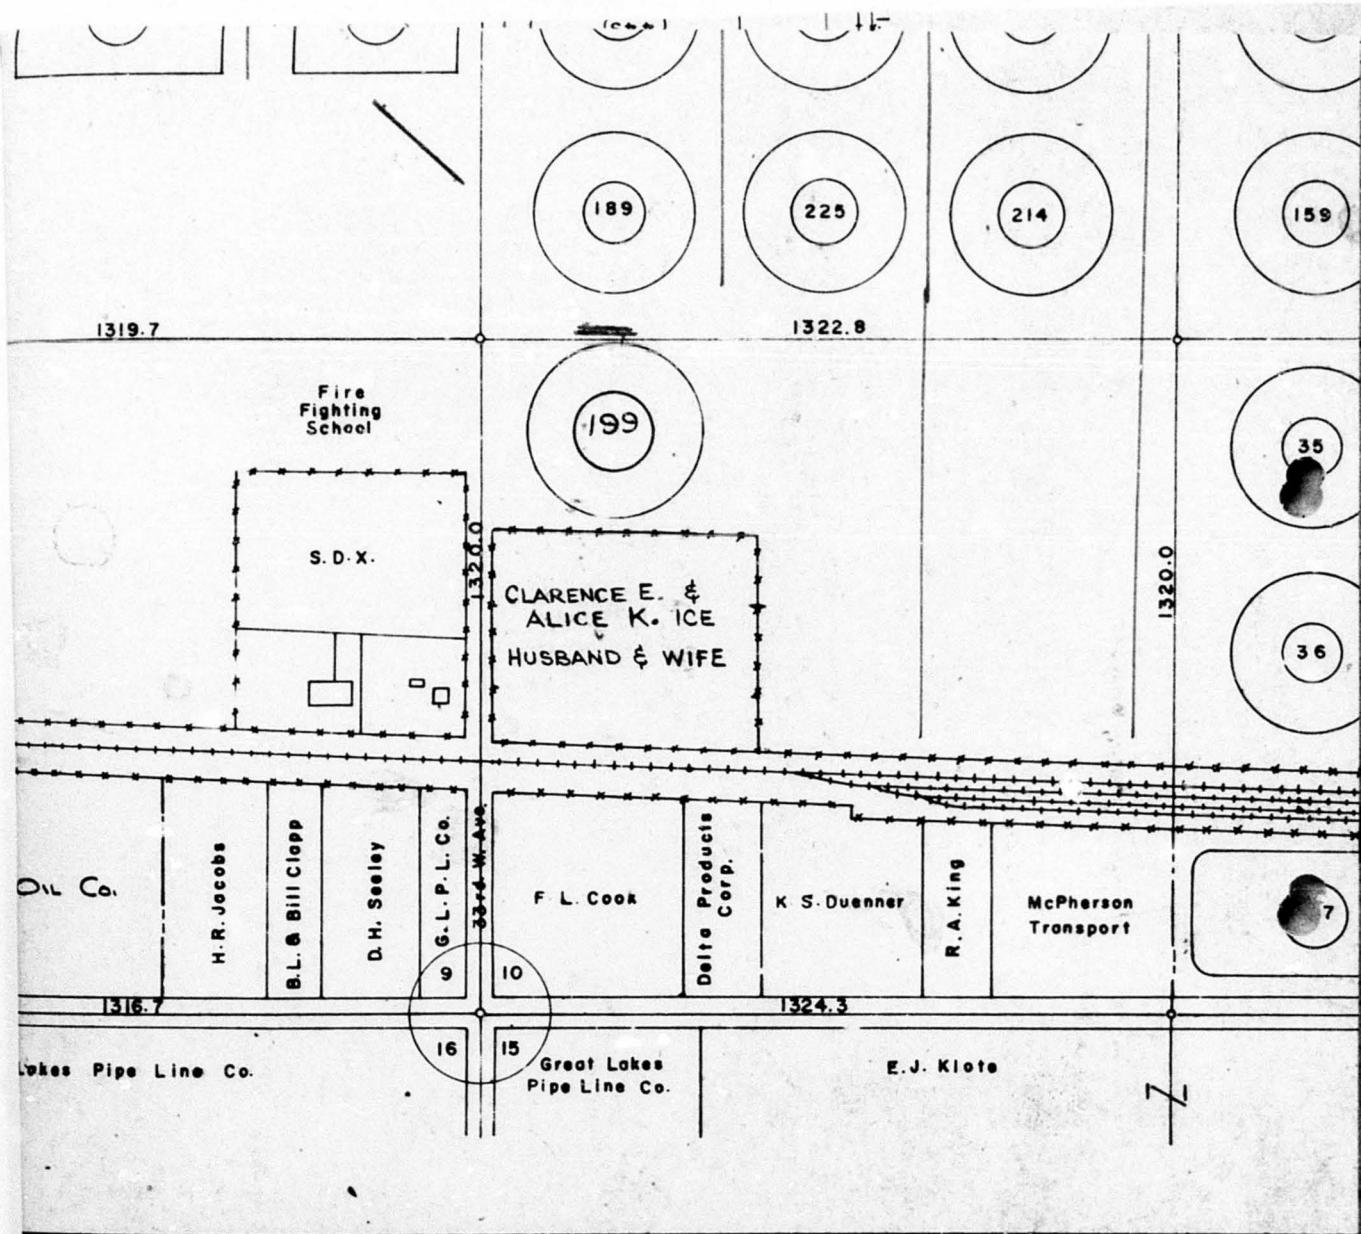 189
225
214
159
1319.7
1322.8
Fire
Fighting
School
199
35
S.D.X.
1320.0
1320.0
CLARENCE E. &
ALICE K. ICE
HUSBAND & WIFE
36
OIL CO.
H.R. Jacobs
B.L. & Bill Clapp
D.H. Seeley
G.L.P.L. Co.
33rd W. Ave.
F L. Cook
Delta Products
Corp.
K S. Duenner
R.A. King
McPherson
Transport
7
9
10
1316.7
1324.3
16
15
Lakes Pipe Line Co.
Great Lakes
Pipe Line Co.
E.J. Klote